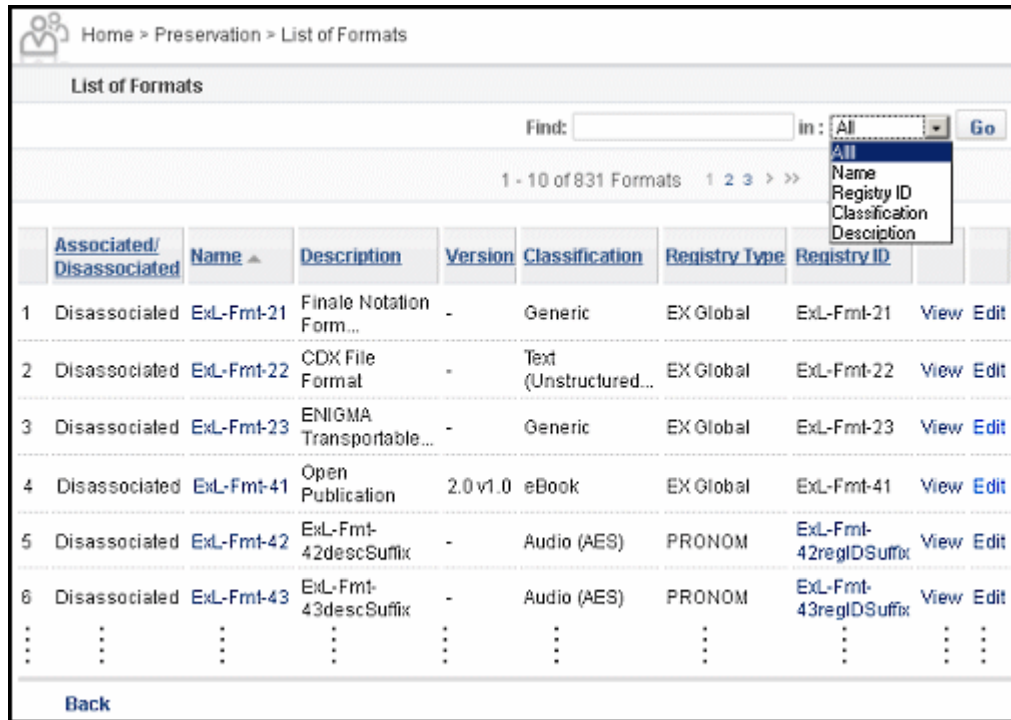 Home > Preservation > List of Formats
List of Formats
Find: in : All Go
Alll
Name
Registry ID
Classification
Description
1 - 10 of 831 Formats 1 2 3 > >>
Associated/ Disassociated Name Description Version Classification Registry Type Registry ID
1 Disassociated ExL-Fmt-21 Finale Notation Form... - Generic EX Global ExL-Fmt-21 View Edit
2 Disassociated ExL-Fmt-22 CDX File Format - Text (Unstructured... EX Global ExL-Fmt-22 View Edit
3 Disassociated ExL-Fmt-23 ENIGMA Transportable... - Generic EX Global ExL-Fmt-23 View Edit
4 Disassociated ExL-Fmt-41 Open Publication 2.0 v1.0 eBook EX Global ExL-Fmt-41 View Edit
5 Disassociated ExL-Fmt-42 ExL-Fmt-42descSuffix - Audio (AES) PRONOM ExL-Fmt-42regIDSuffix View Edit
6 Disassociated ExL-Fmt-43 ExL-Fmt-43descSuffix - Audio (AES) PRONOM ExL-Fmt-43regIDSuffix View Edit
Back